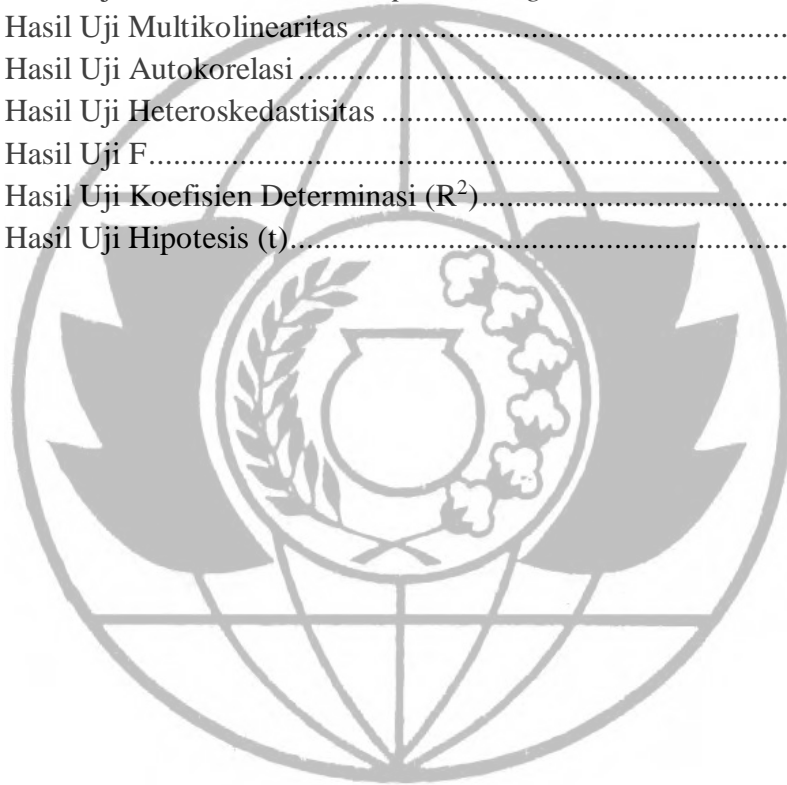 Hasil Uji Multikolinearitas ........................................................
Hasil Uji Autokorelasi ................................................................
Hasil Uji Heteroskedastisitas .....................................................
Hasil Uji F..................................................................................
Hasil Uji Koefisien Determinasi (R²)........................................
Hasil Uji Hipotesis (t).................................................................